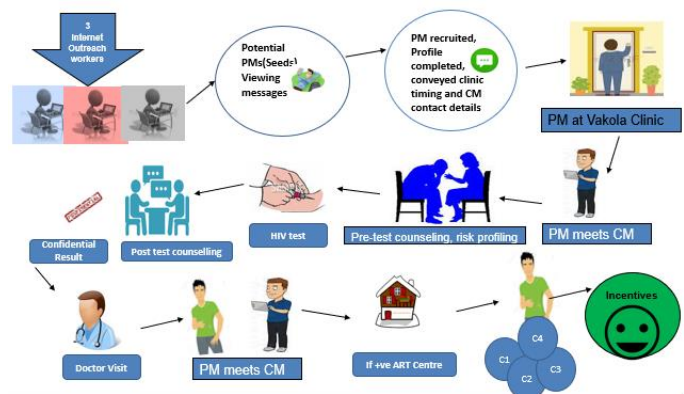 3
Internet
Outreach
workers
Potential
PMs(Seeds)
Viewing
messages
PM recruited,
Profile
completed,
conveyed clinic
timing and CM
contact details
PM at Vakola Clinic
PM meets CM
Pre-test counseling, risk profiling
HIV test
Post test counselling
Confidential
Result
Doctor Visit
PM meets CM
If +ve ART Centre
C4
C1
C3
C2
Incentives